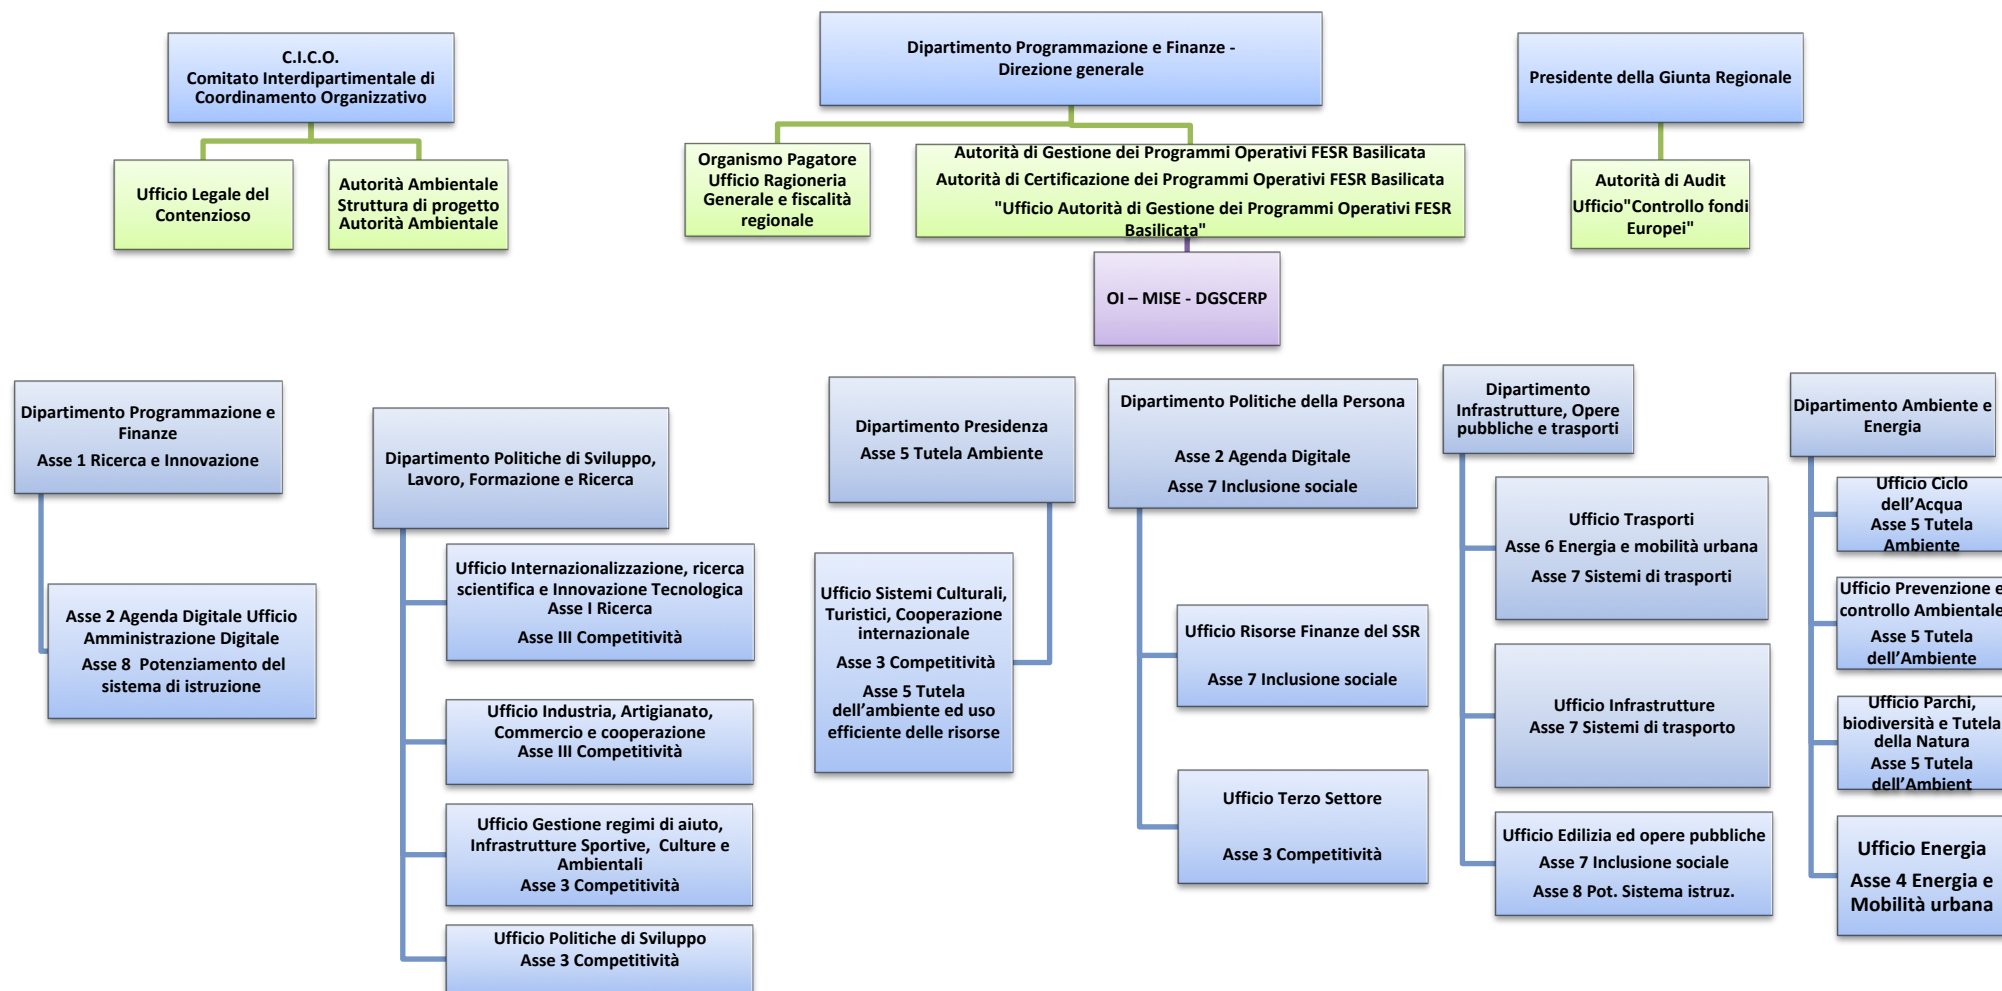 C.I.C.O.
Comitato Interdipartimentale di
Coordinamento Organizzativo
Dipartimento Programmazione e Finanze -
Direzione generale
Presidente della Giunta Regionale
Ufficio Legale del
Contenzioso
Autorità Ambientale
Struttura di progetto
Autorità Ambientale
Organismo Pagatore
Ufficio Ragioneria
Generale e fiscalità
regionale
Autorità di Gestione dei Programmi Operativi FESR Basilicata
Autorità di Certificazione dei Programmi Operativi FESR Basilicata
"Ufficio Autorità di Gestione dei Programmi Operativi FESR
Basilicata"
Autorità di Audit
Ufficio"Controllo fondi
Europei"
OI – MISE - DGSCERP
Dipartimento Programmazione e
Finanze
Asse 1 Ricerca e Innovazione
Asse 2 Agenda Digitale Ufficio
Amministrazione Digitale
Asse 8  Potenziamento del
sistema di istruzione
Dipartimento Politiche di Sviluppo,
Lavoro, Formazione e Ricerca
Ufficio Internazionalizzazione, ricerca
scientifica e Innovazione Tecnologica
Asse I Ricerca
Asse III Competitività
Ufficio Industria, Artigianato,
Commercio e cooperazione
Asse III Competitività
Ufficio Gestione regimi di aiuto,
Infrastrutture Sportive,  Culture e
Ambientali
Asse 3 Competitività
Ufficio Politiche di Sviluppo
Asse 3 Competitività
Dipartimento Presidenza
Asse 5 Tutela Ambiente
Ufficio Sistemi Culturali,
Turistici, Cooperazione
internazionale
Asse 3 Competitività
Asse 5 Tutela
dell'ambiente ed uso
efficiente delle risorse
Dipartimento Politiche della Persona
Asse 2 Agenda Digitale
Asse 7 Inclusione sociale
Ufficio Risorse Finanze del SSR
Asse 7 Inclusione sociale
Ufficio Terzo Settore
Asse 3 Competitività
Dipartimento
Infrastrutture, Opere
pubbliche e trasporti
Ufficio Trasporti
Asse 6 Energia e mobilità urbana
Asse 7 Sistemi di trasporti
Ufficio Infrastrutture
Asse 7 Sistemi di trasporto
Ufficio Edilizia ed opere pubbliche
Asse 7 Inclusione sociale
Asse 8 Pot. Sistema istruz.
Dipartimento Ambiente e
Energia
Ufficio Ciclo
dell’Acqua
Asse 5 Tutela
Ambiente
Ufficio Prevenzione e
controllo Ambientale
Asse 5 Tutela
dell’Ambiente
Ufficio Parchi,
biodiversità e Tutela
della Natura
Asse 5 Tutela
dell’Ambient
Ufficio Energia
Asse 4 Energia e
Mobilità urbana